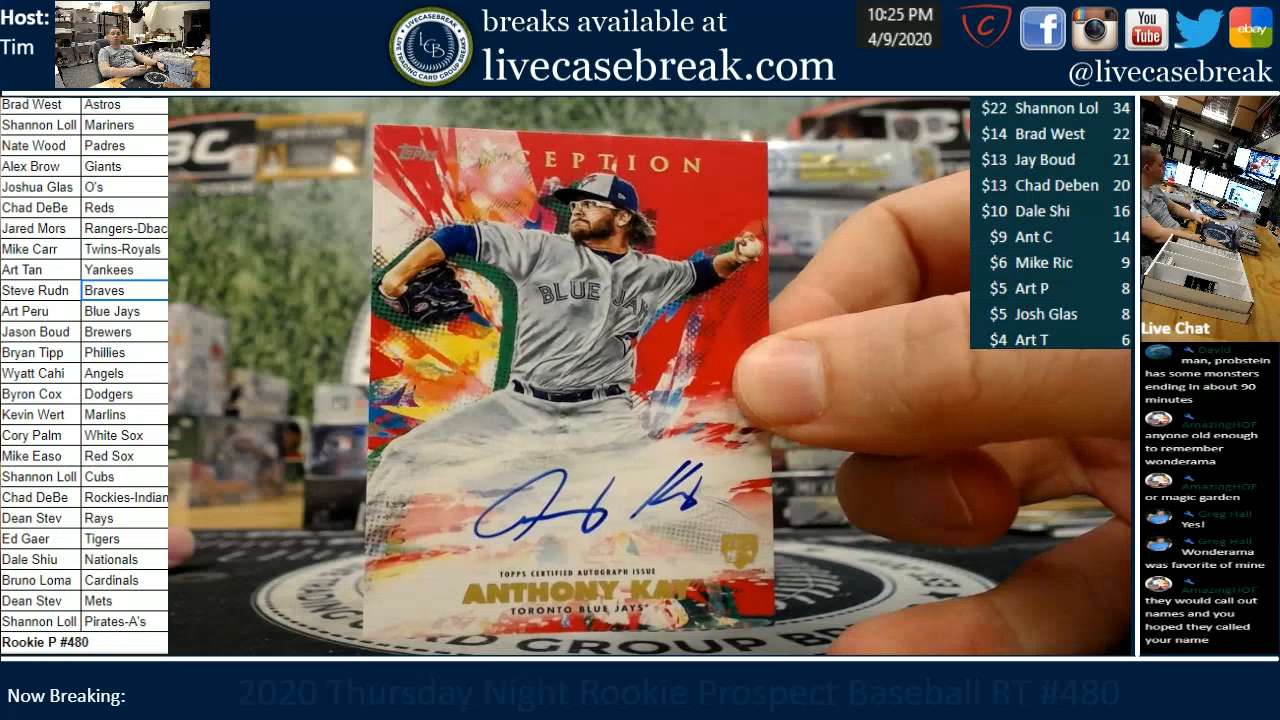 Host:
Tim
breaks available at
livecasebreak.com
10:25 PM
4/9/2020
LIVECASEBREAK
LCB
You
Tube
ebay
@livecasebreak
Brad West Astros
Shannon Loll Mariners
Nate Wood Padres
Alex Brow Giants
Joshua Glas O's
Chad DeBe Reds
Jared Mors Rangers-Dbac
Mike Carr Twins-Royals
Art Tan Yankees
Steve Rudn Braves
Art Peru Blue Jays
Jason Boud Brewers
Bryan Tipp Phillies
Wyatt Cahi Angels
Byron Cox Dodgers
Kevin Wert Marlins
Cory Palm White Sox
Mike Easo Red Sox
Shannon Loll Cubs
Chad DeBe Rockies-Indian
Dean Stev Rays
Ed Gaer Tigers
Dale Shiu Nationals
Bruno Loma Cardinals
Dean Stev Mets
Shannon Loll Pirates-A's
Rookie P #480
TOPPS
INCEPTION
BLUE JAYS
TOPPS CERTIFIED AUTOGRAPH ISSUE
ANTHONY KAY
TORONTO BLUE JAYS
GROUP
$22 Shannon Lol 34
$14 Brad West 22
$13 Jay Boud 21
$13 Chad Deben 20
$10 Dale Shi 16
$9 Ant C 14
$6 Mike Ric 9
$5 Art P 8
$5 Josh Glas 8
$4 Art T 6
Live Chat
David
man, probstein
has some monsters
ending in about 90
minutes
AmazingHOF
anyone old enough
to remember
wonderama
AmazingHOF
or magic garden
Greg Hall
Yes!
Greg Hall
Wonderama
was favorite of mine
AmazingHOF
they would call out
names and you
hoped they called
your name
Now Breaking:
2020 Thursday Night Rookie Prospect Baseball RT #480